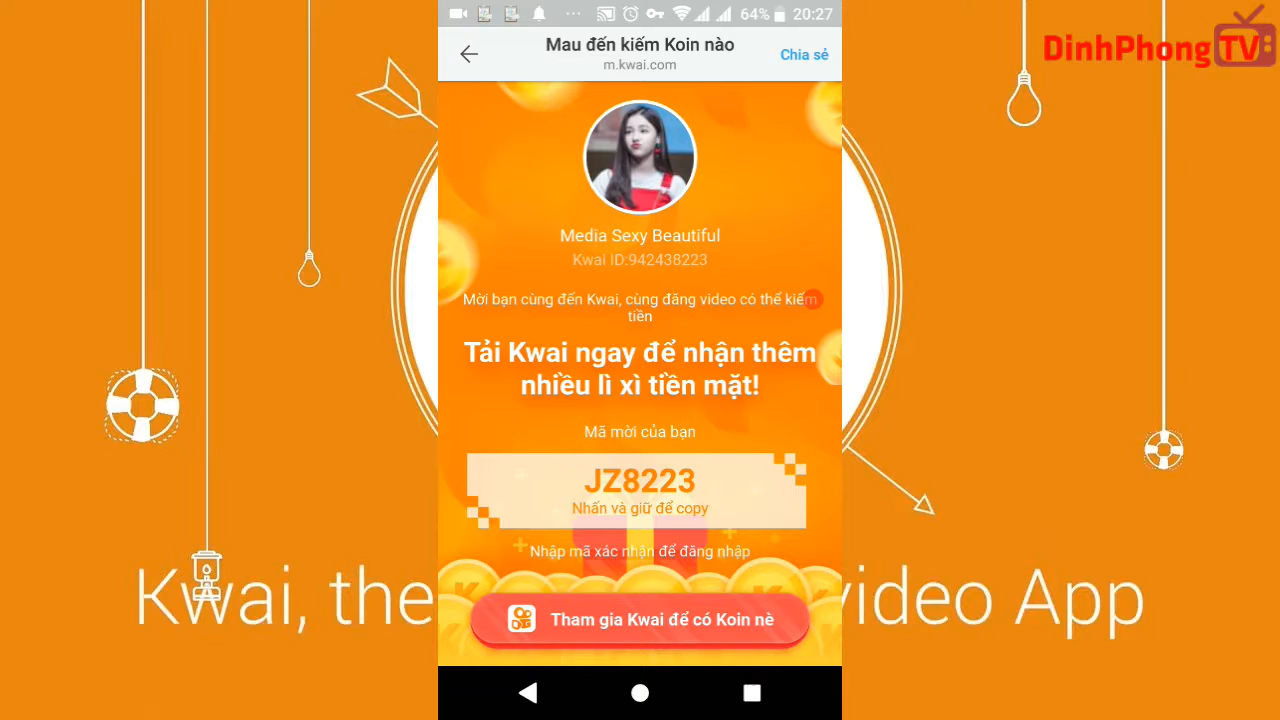 64% 20:27
Mau đến kiếm Koin nào
m.kwai.com
Chia sẻ
DinhPhong TV
Media Sexy Beautiful
Kwai ID:942438223
Mời bạn cùng đến Kwai, cùng đăng video có thể kiếm
tiền
Tải Kwai ngay để nhận thêm
nhiều lì xì tiền mặt!
Mã mời của bạn
JZ8223
Nhấn và giữ để copy
Nhập mã xác nhận để đăng nhập
Kwai, the
video App
Tham gia Kwai để có Koin nè